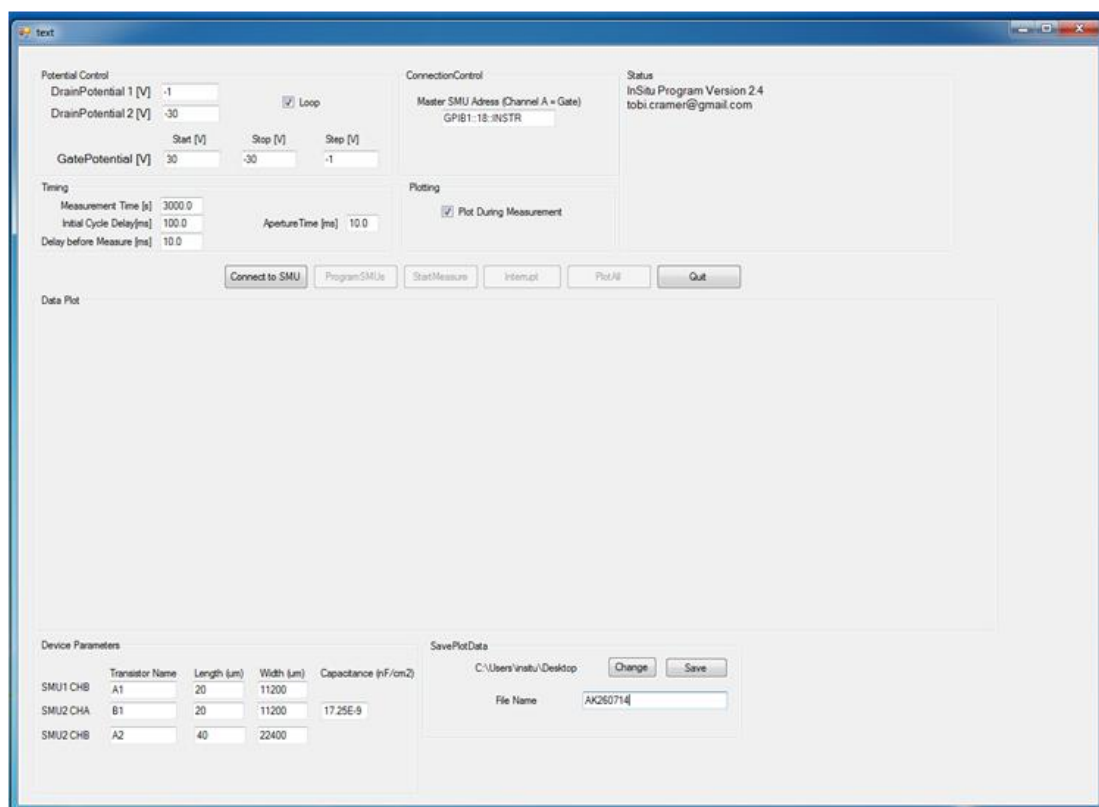 text
Potential Control
DrainPotential 1 [V] -1
DrainPotential 2 [V] -30
Loop
Start [V] Stop [V] Step [V]
GatePotential [V] 30 -30 -1
ConnectionControl
Master SMU Adress (Channel A = Gate)
GPIB1::18::INSTR
Status
InSitu Program Version 2.4
tobi.cramer@gmail.com
Timing
Measurement Time [s] 3000.0
Initial Cycle Delay[ms] 100.0
ApertureTime [ms] 10.0
Delay before Measure [ms] 10.0
Plotting
Plot During Measurement
Connect to SMU ProgramSMUs StartMeasure Interrupt PlotAll Quit
Data Plot
Device Parameters
Transistor Name Length (um) Width (um) Capacitance (nF/cm2)
SMU1 CHB A1 20 11200
SMU2 CHA B1 20 11200 17.25E-9
SMU2 CHB A2 40 22400
SavePlotData
C:\Users\insitu\Desktop Change Save
File Name AK260714